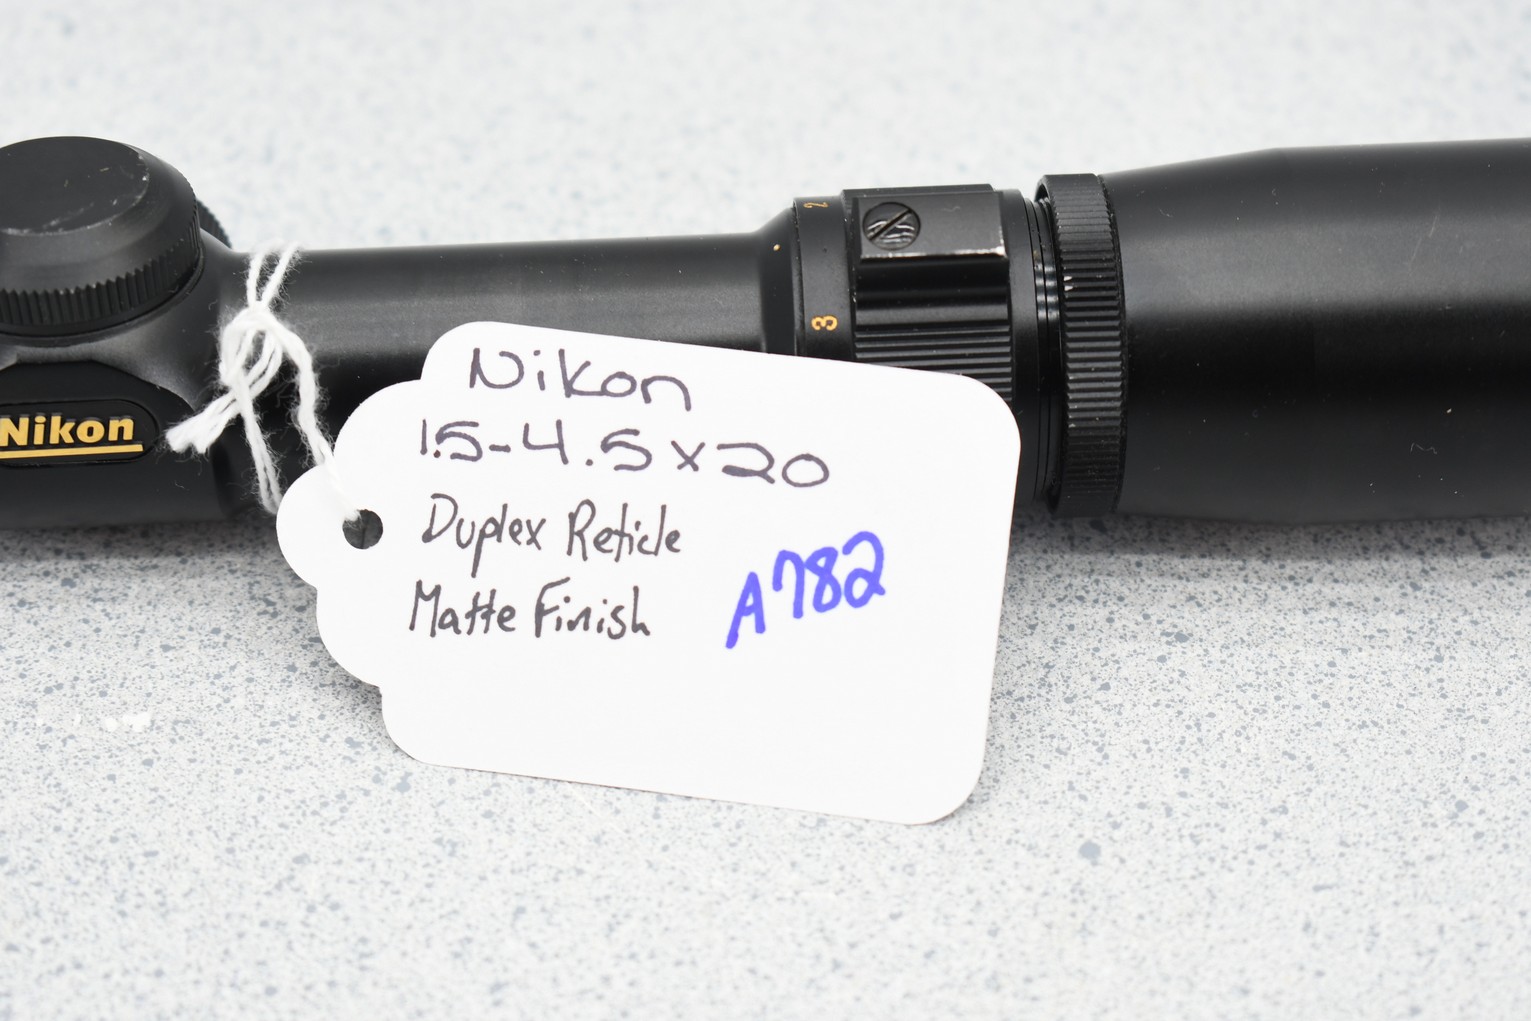 2
3
Nikon
Nikon
1.5-4.5x20
Duplex Reticle
Matte Finish
A782